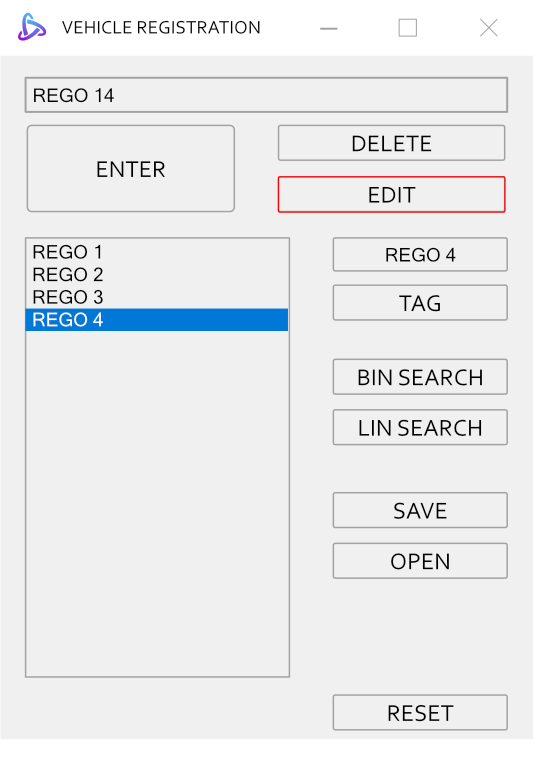 VEHICLE REGISTRATION
REGO 14
ENTER
DELETE
EDIT
REGO 1
REGO 2
REGO 3
REGO 4
REGO 4
TAG
BIN SEARCH
LIN SEARCH
SAVE
OPEN
RESET